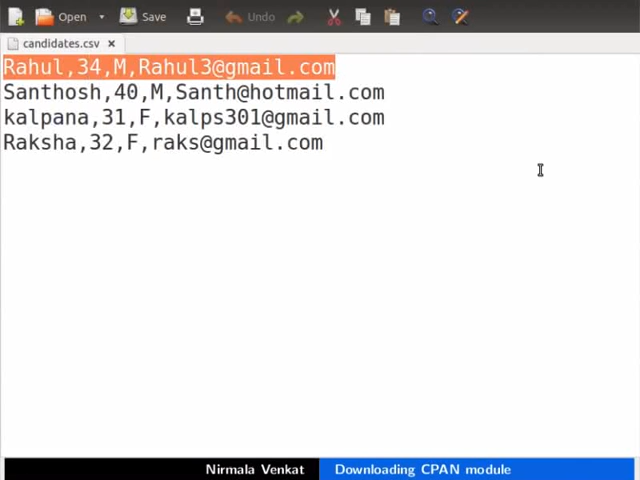 Open Save Undo
candidates.csv
Rahul,34,M,Rahul3@gmail.com
Santhosh,40,M,Santh@hotmail.com
kalpana,31,F,kalps301@gmail.com
Raksha,32,F,raks@gmail.com
Nirmala Venkat Downloading CPAN module